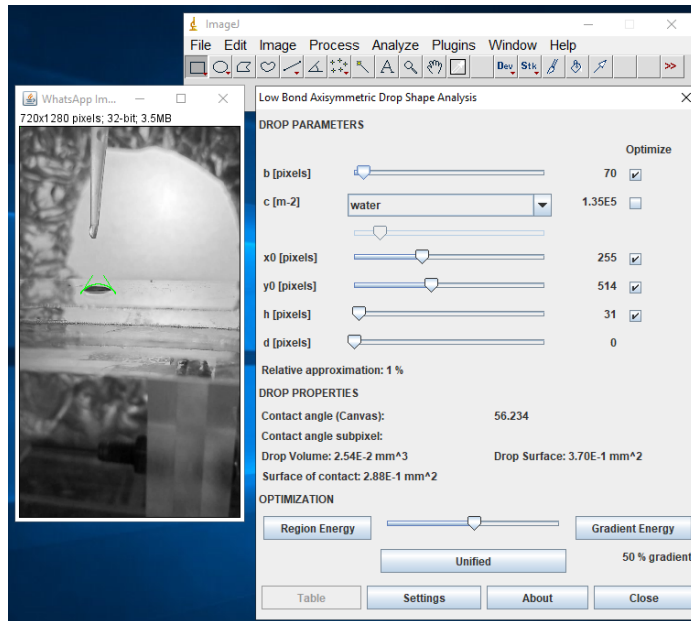 ImageJ
File Edit Image Process Analyze Plugins Window Help
Dev Stk >>
WhatsApp Im...
720x1280 pixels; 32-bit; 3.5MB
Low Bond Axisymmetric Drop Shape Analysis
DROP PARAMETERS
Optimize
b [pixels] 70
c [m-2] water 1.35E5
x0 [pixels] 255
y0 [pixels] 514
h [pixels] 31
d [pixels] 0
Relative approximation: 1 %
DROP PROPERTIES
Contact angle (Canvas): 56.234
Contact angle subpixel:
Drop Volume: 2.54E-2 mm^3 Drop Surface: 3.70E-1 mm^2
Surface of contact: 2.88E-1 mm^2
OPTIMIZATION
Region Energy Gradient Energy
Unified 50 % gradient
Table Settings About Close